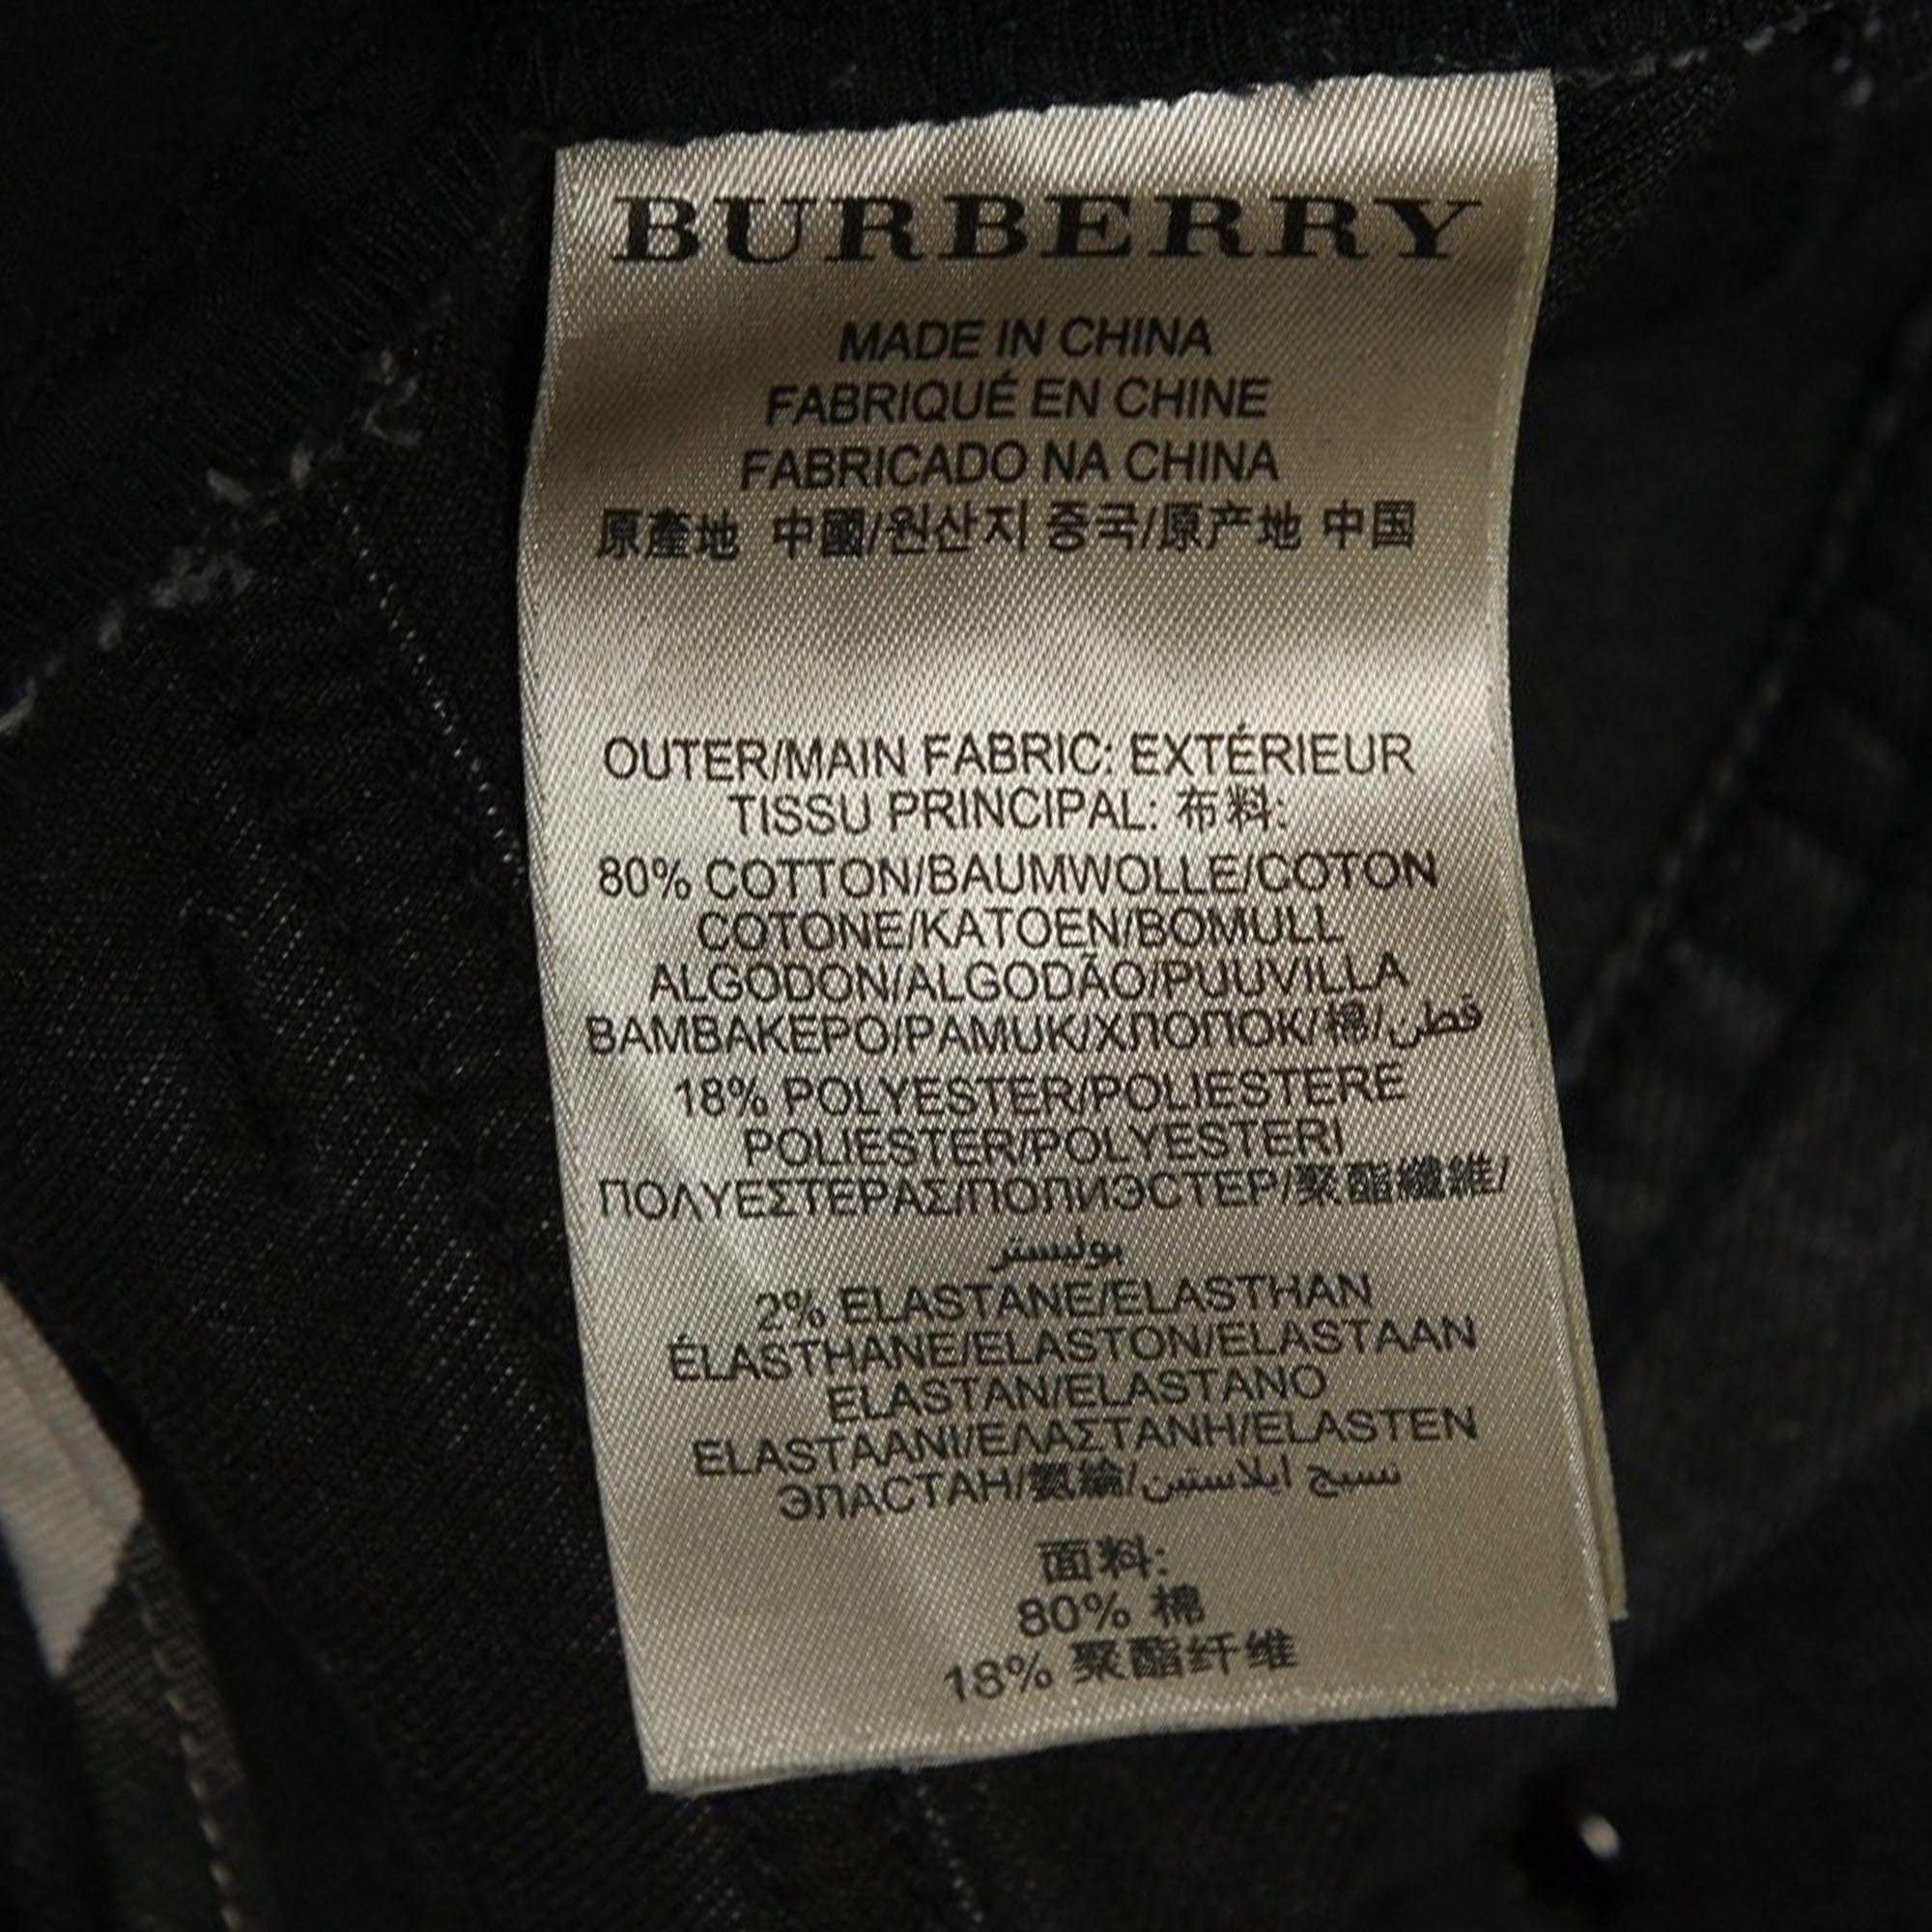 BURBERRY
MADE IN CHINA
FABRIQUÉ EN CHINE
FABRICADO NA CHINA
原產地 中國/원산지 중국/原产地 中国
OUTER/MAIN FABRIC: EXTÉRIEUR
TISSU PRINCIPAL: 布料:
80% COTTON/BAUMWOLLE/COTON
COTONE/KATOEN/BOMULL
ALGODON/ALGODÃO/PUUVILLA
ΒΑΜΒΑΚΕΡΟ/PAMUK/ХЛОПОК/棉/قطن
18% POLYESTER/POLIESTERE
POLIESTER/POLYESTERI
ΠΟΛΥΕΣΤΕΡΑΣ/ПОЛИЭСТЕР/聚酯纖維/
بوليستر
2% ELASTANE/ELASTHAN
ÉLASTHANE/ELASTON/ELASTAAN
ELASTAN/ELASTANO
ELASTAANI/ΕΛΑΣΤΑΝΗ/ELASTEN
ЭЛАСТАН/氨綸/نسيج ايلاستين
面料:
80% 棉
18% 聚酯纤维